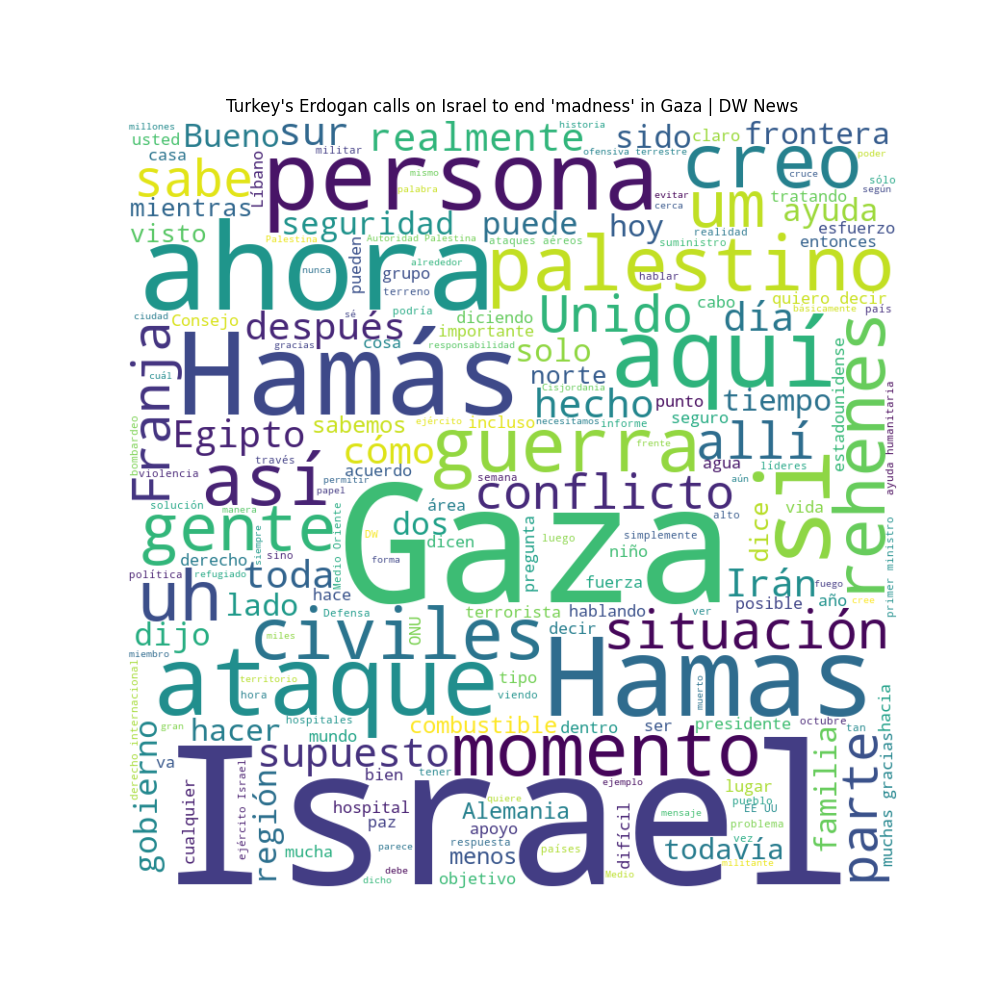 Turkey's Erdogan calls on Israel to end 'madness' in Gaza | DW News
millones
usted
Bueno
sur
militar
realmente
historia
ofensiva terrestre
sido
claro
frontera
casa
Líbano
persona
mismo
palabra
evitar
cerca
creo
cruce
poder
sólo
según
sabe
mientras
visto
seguridad
puede
hoy
um
realidad
tratando
ayuda
esfuerzo
entonces
suministro
Palestina
Autoridad Palestina
ataques aéreos
pueden
nunca
alrededor
grupo
terreno
ahora
palestino
hablar
podría
ciudad
Consejo
sé
después
gracias
cosa
diciendo
importante
responsabilidad
Unido
cabo
día
quiero decir
básicamente
país
Franja
cuál
Hamás
solo
norte
Cisjordania
aquí
hecho
punto
tiempo
rehenes
estadounidense
ayuda humanitaria
bombardeo
Egipto
sabemos
ejército
incluso
necesitamos
informe
seguro
violencia
través
cómo
guerra
frente
allí
acuerdo
semana
permitir
agua
líderes
aún
así
papel
conflicto
si
solución
manera
área
alto
vida
gente
dos
DW
dicen
pregunta
luego
simplemente
dice
niño
derecho
siempre
sino
Medio Oriente
forma
Gaza
política
refugiado
toda
hace
fuerza
Irán
fuego
primer ministro
uh
lado
Defensa
terrorista
hablando
posible
año
cree
ver
dijo
miles
civiles
ONU
decir
situación
miembro
derecho internacional
territorio
hora
ataque
tipo
viendo
Hamas
muerto
gran
hospitales
combustible
dentro
ser
presidente
octubre
tan
hacia
gobierno
va
hacer
mundo
supuesto
bien
tener
momento
ejemplo
familia
parte
muchas gracias
cualquier
ejército Israel
región
hospital
paz
quiere
Alemania
lugar
pueblo
EE UU
mensaje
problema
Israel
mucha
parece
apoyo
respuesta
menos
países
difícil
vez
todavía
militante
dicho
debe
objetivo
Medio